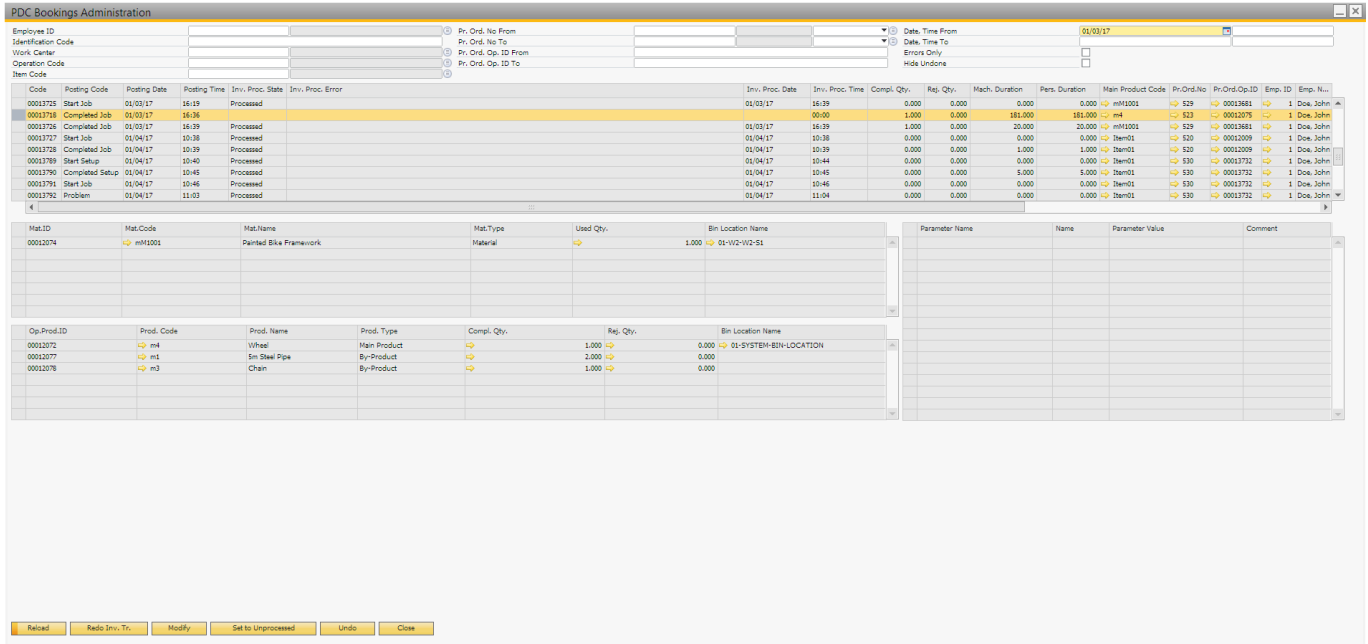 PDC Bookings Administration
Employee ID Pr. Ord. No From Date, Time From 01/03/17
Identification Code Pr. Ord. No To Date, Time To
Work Center Pr. Ord. Op. ID From Errors Only
Operation Code Pr. Ord. Op. ID To Hide Undone
Item Code
Code Posting Code Posting Date Posting Time Inv. Proc. State Inv. Proc. Error Inv. Proc. Date Inv. Proc. Time Compl. Qty. Rej. Qty. Mach. Duration Pers. Duration Main Product Code Pr.Ord.No Pr.Ord.Op.ID Emp. ID Emp. N...
00013725 Start Job 01/03/17 16:19 Processed 01/03/17 16:39 0.000 0.000 0.000 0.000 mM1001 529 00013681 1 Doe, John
00013718 Completed Job 01/03/17 16:36 00:00 1.000 0.000 181.000 181.000 m4 523 00012075 1 Doe, John
00013726 Completed Job 01/03/17 16:39 Processed 01/03/17 16:39 1.000 0.000 20.000 20.000 mM1001 529 00013681 1 Doe, John
00013727 Start Job 01/04/17 10:38 Processed 01/04/17 10:38 0.000 0.000 0.000 0.000 Item01 520 00012009 1 Doe, John
00013728 Completed Job 01/04/17 10:39 Processed 01/04/17 10:39 0.000 0.000 1.000 1.000 Item01 520 00012009 1 Doe, John
00013789 Start Setup 01/04/17 10:40 Processed 01/04/17 10:44 0.000 0.000 0.000 0.000 Item01 530 00013732 1 Doe, John
00013790 Completed Setup 01/04/17 10:45 Processed 01/04/17 10:45 0.000 0.000 5.000 5.000 Item01 530 00013732 1 Doe, John
00013791 Start Job 01/04/17 10:46 Processed 01/04/17 10:46 0.000 0.000 0.000 0.000 Item01 530 00013732 1 Doe, John
00013792 Problem 01/04/17 11:03 Processed 01/04/17 11:04 0.000 0.000 0.000 0.000 Item01 530 00013732 1 Doe, John
Mat.ID Mat.Code Mat.Name Mat.Type Used Qty. Bin Location Name
00012074 mM1001 Painted Bike Framework Material 1.000 01-W2-W2-S1
Parameter Name Name Parameter Value Comment
Op.Prod.ID Prod. Code Prod. Name Prod. Type Compl. Qty. Rej. Qty. Bin Location Name
00012072 m4 Wheel Main Product 1.000 0.000 01-SYSTEM-BIN-LOCATION
00012077 m1 5m Steel Pipe By-Product 2.000 0.000
00012078 m3 Chain By-Product 1.000 0.000
Reload Redo Inv. Tr. Modify Set to Unprocessed Undo Close